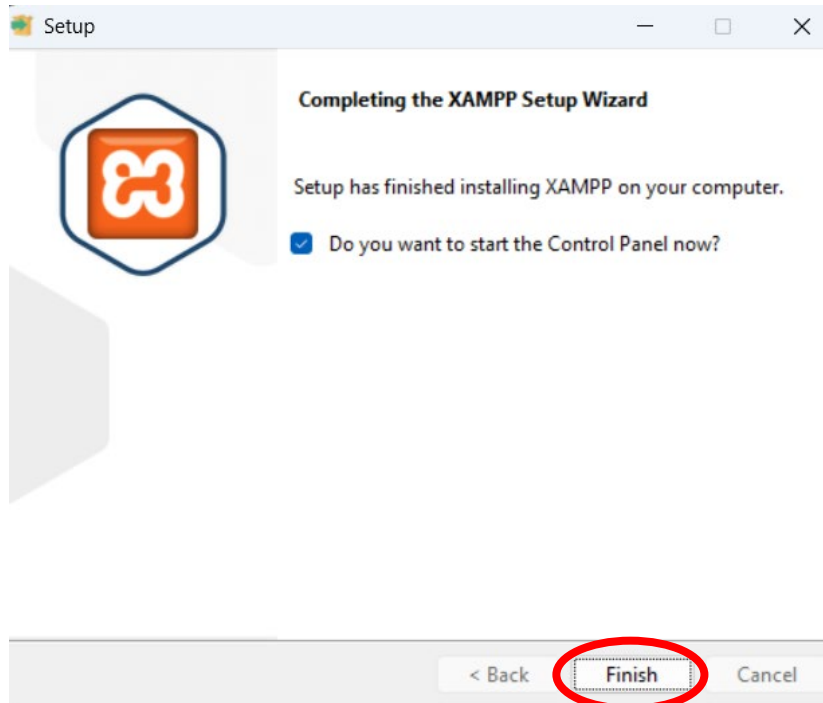 Setup
Completing the XAMPP Setup Wizard
Setup has finished installing XAMPP on your computer.
Do you want to start the Control Panel now?
< Back Finish Cancel